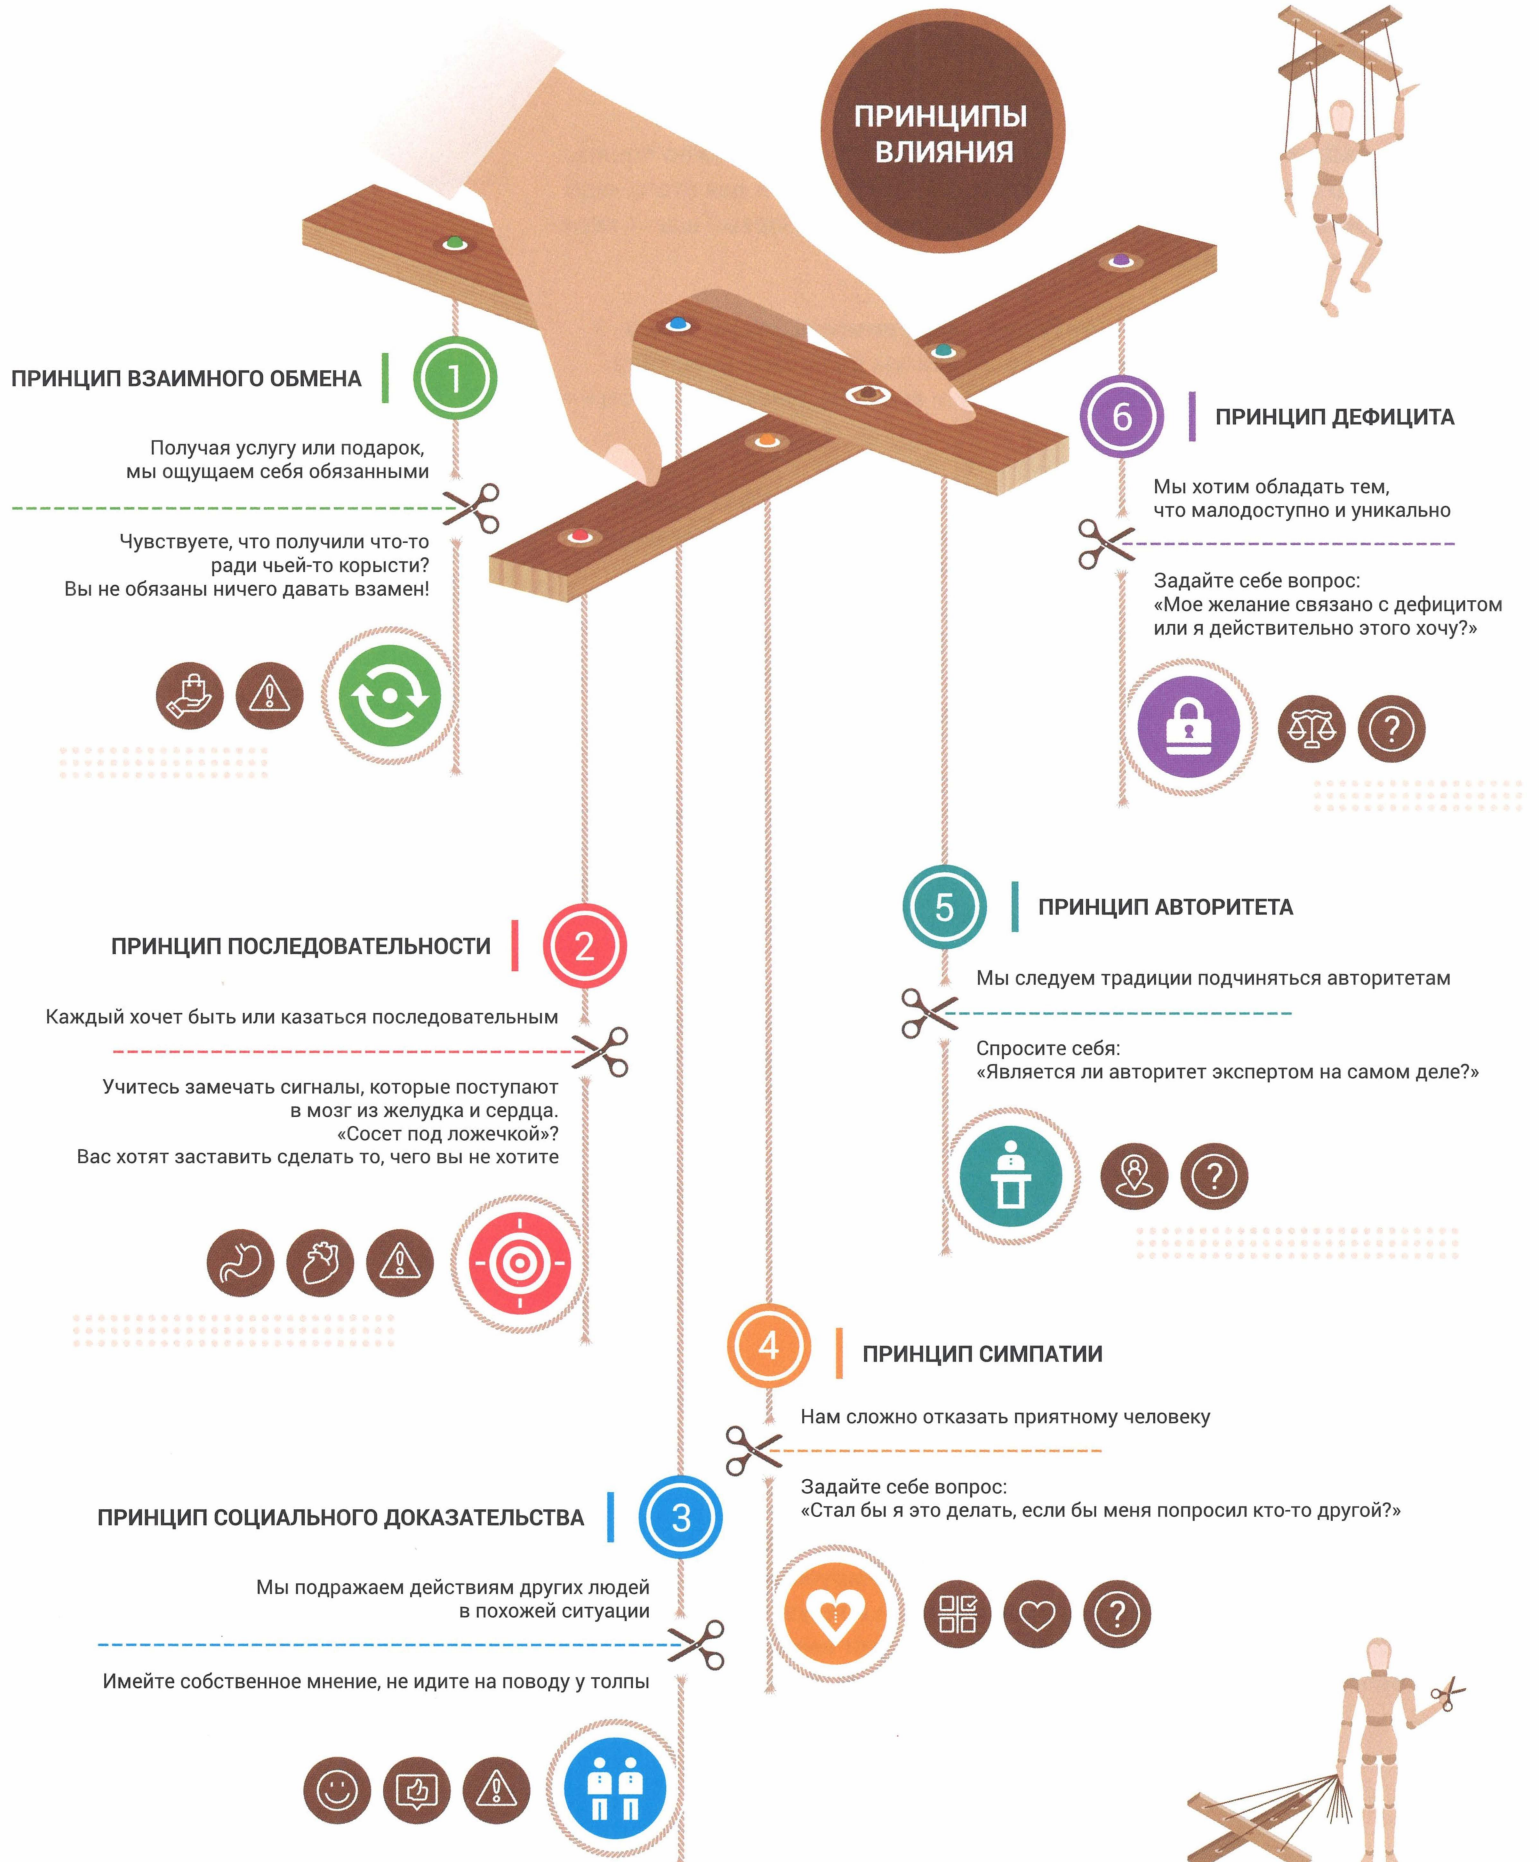 ПРИНЦИПЫ
ВЛИЯНИЯ
1
ПРИНЦИП ВЗАИМНОГО ОБМЕНА
Получая услугу или подарок,
мы ощущаем себя обязанными
Чувствуете, что получили что-то
ради чьей-то корысти?
Вы не обязаны ничего давать взамен!
2
ПРИНЦИП ПОСЛЕДОВАТЕЛЬНОСТИ
Каждый хочет быть или казаться последовательным
Учитесь замечать сигналы, которые поступают
в мозг из желудка и сердца.
«Сосет под ложечкой»?
Вас хотят заставить сделать то, чего вы не хотите
3
ПРИНЦИП СОЦИАЛЬНОГО ДОКАЗАТЕЛЬСТВА
Мы подражаем действиям других людей
в похожей ситуации
Имейте собственное мнение, не идите на поводу у толпы
4
ПРИНЦИП СИМПАТИИ
Нам сложно отказать приятному человеку
Задайте себе вопрос:
«Стал бы я это делать, если бы меня попросил кто-то другой?»
5
ПРИНЦИП АВТОРИТЕТА
Мы следуем традиции подчиняться авторитетам
Спросите себя:
«Является ли авторитет экспертом на самом деле?»
6
ПРИНЦИП ДЕФИЦИТА
Мы хотим обладать тем,
что малодоступно и уникально
Задайте себе вопрос:
«Мое желание связано с дефицитом
или я действительно этого хочу?»